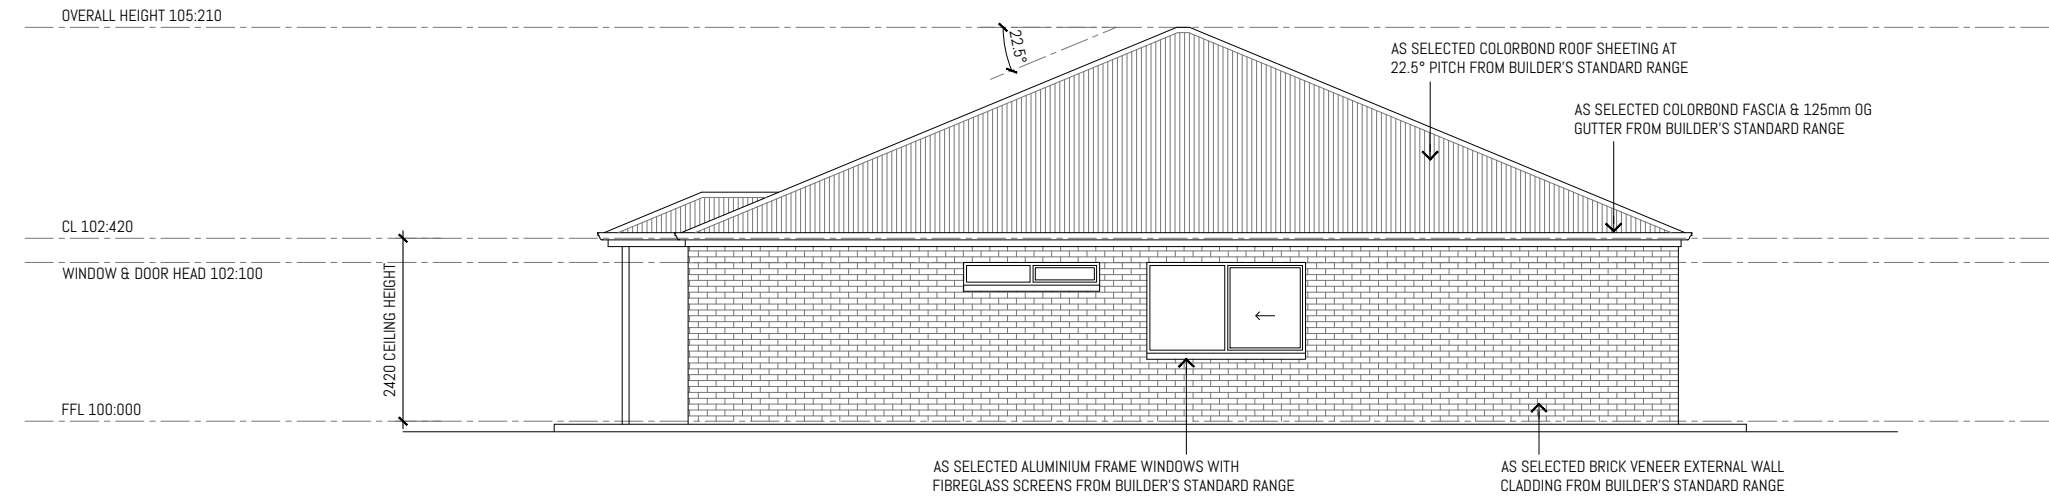 OVERALL HEIGHT 105:210
22.5°
AS SELECTED COLORBOND ROOF SHEETING AT
22.5° PITCH FROM BUILDER'S STANDARD RANGE
AS SELECTED COLORBOND FASCIA & 125mm OG
GUTTER FROM BUILDER'S STANDARD RANGE
CL 102:420
WINDOW & DOOR HEAD 102:100
2420 CEILING HEIGHT
FFL 100:000
AS SELECTED ALUMINIUM FRAME WINDOWS WITH
FIBREGLASS SCREENS FROM BUILDER'S STANDARD RANGE
AS SELECTED BRICK VENEER EXTERNAL WALL
CLADDING FROM BUILDER'S STANDARD RANGE